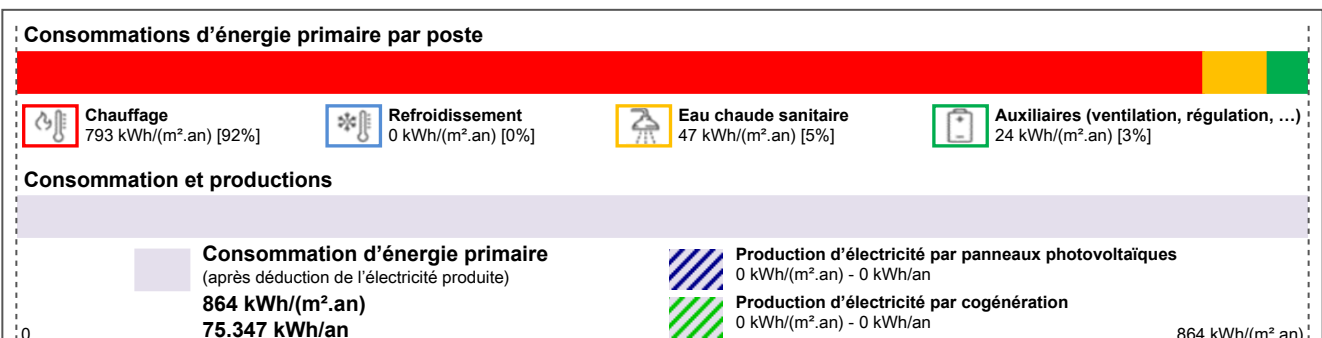 Consommations d’énergie primaire par poste
Chauffage
793 kWh/(m².an) [92%]
Refroidissement
0 kWh/(m².an) [0%]
Eau chaude sanitaire
47 kWh/(m².an) [5%]
Auxiliaires (ventilation, régulation, …)
24 kWh/(m².an) [3%]
Consommation et productions
Consommation d’énergie primaire
(après déduction de l’électricité produite)
864 kWh/(m².an)
75.347 kWh/an
Production d’électricité par panneaux photovoltaïques
0 kWh/(m².an) - 0 kWh/an
Production d’électricité par cogénération
0 kWh/(m².an) - 0 kWh/an
0
864 kWh/(m².an)